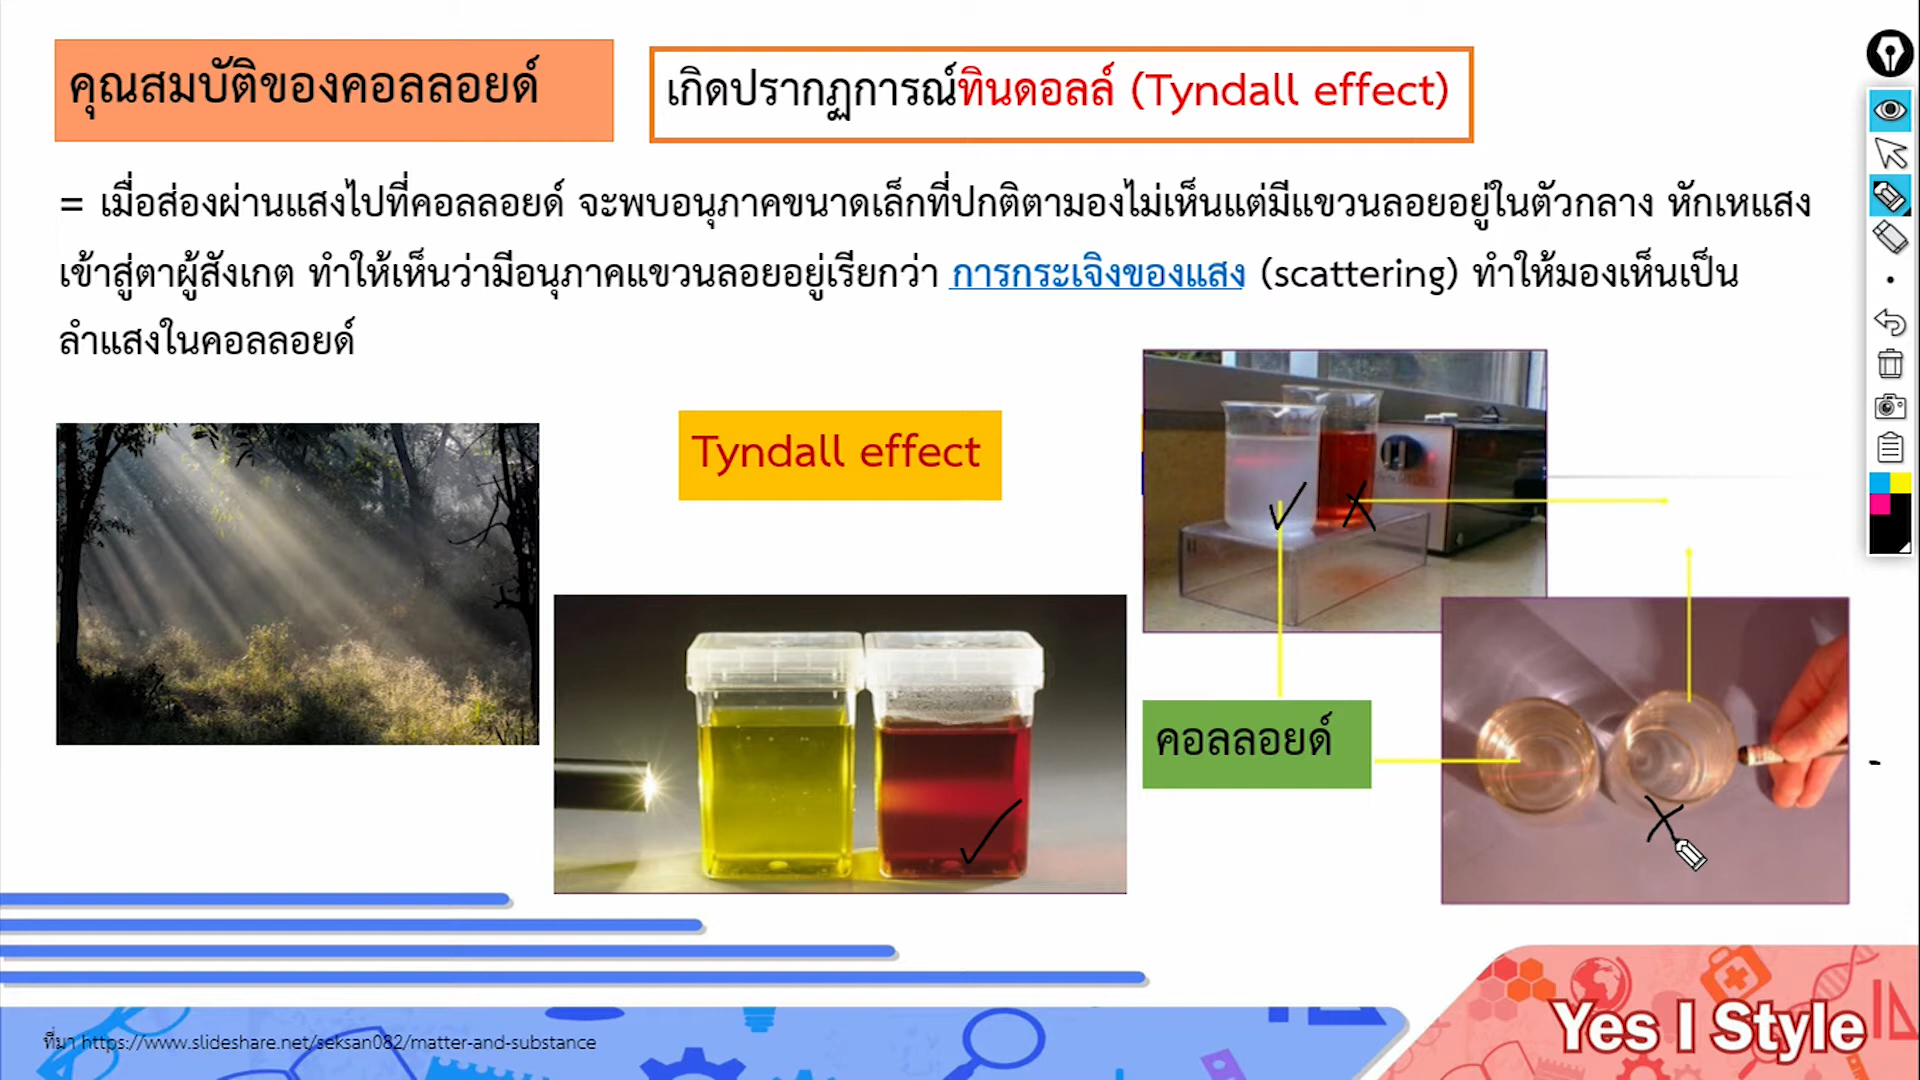 คุณสมบัติของคอลลอยด์
เกิดปรากฏการณ์ทินดอลล์ (Tyndall effect)
= เมื่อส่องผ่านแสงไปที่คอลลอยด์ จะพบอนุภาคขนาดเล็กที่ปกติตามองไม่เห็นแต่มีแขวนลอยอยู่ในตัวกลาง หักเหแสง
เข้าสู่ตาผู้สังเกต ทำให้เห็นว่ามีอนุภาคแขวนลอยอยู่เรียกว่า การกระเจิงของแสง (scattering) ทำให้มองเห็นเป็น
ลำแสงในคอลลอยด์
Tyndall effect
คอลลอยด์
ที่มา https://www.slideshare.net/seksan082/matter-and-substance
Yes I Style